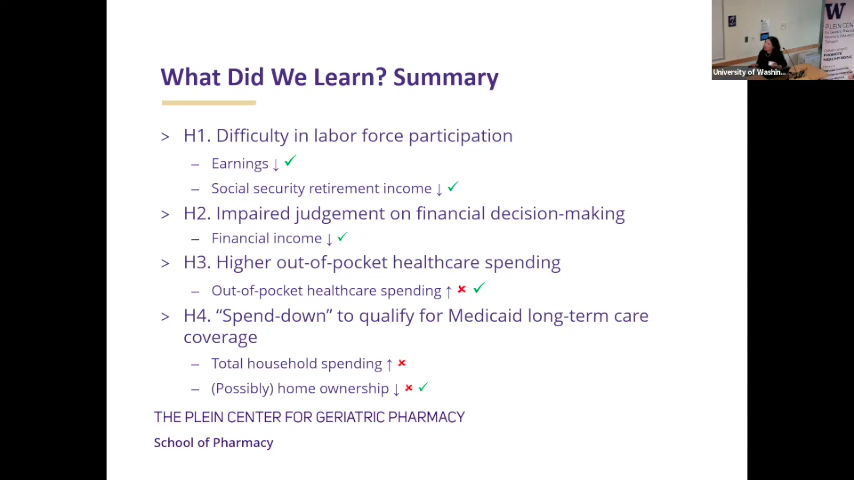 What Did We Learn? Summary
> H1. Difficulty in labor force participation
– Earnings ↓ ✓
– Social security retirement income ↓ ✓
> H2. Impaired judgement on financial decision-making
– Financial income ↓ ✓
> H3. Higher out-of-pocket healthcare spending
– Out-of-pocket healthcare spending ↑ ✘ ✓
> H4. “Spend-down” to qualify for Medicaid long-term care
coverage
– Total household spending ↑ ✘
– (Possibly) home ownership ↓ ✘ ✓
THE PLEIN CENTER FOR GERIATRIC PHARMACY
School of Pharmacy
University of Washin...
W
PLEIN CEN